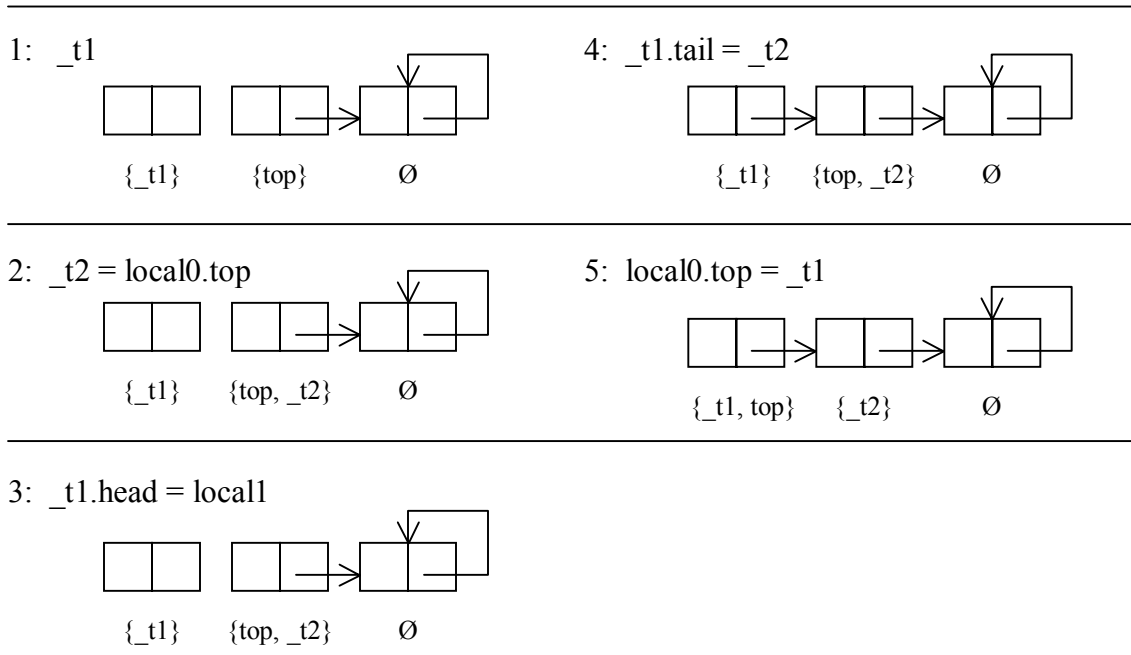 1: _t1
{_t1} {top} Ø
2: _t2 = local0.top
{_t1} {top, _t2} Ø
3: _t1.head = local1
{_t1} {top, _t2} Ø
4: _t1.tail = _t2
{_t1} {top, _t2} Ø
5: local0.top = _t1
{_t1, top} {_t2} Ø